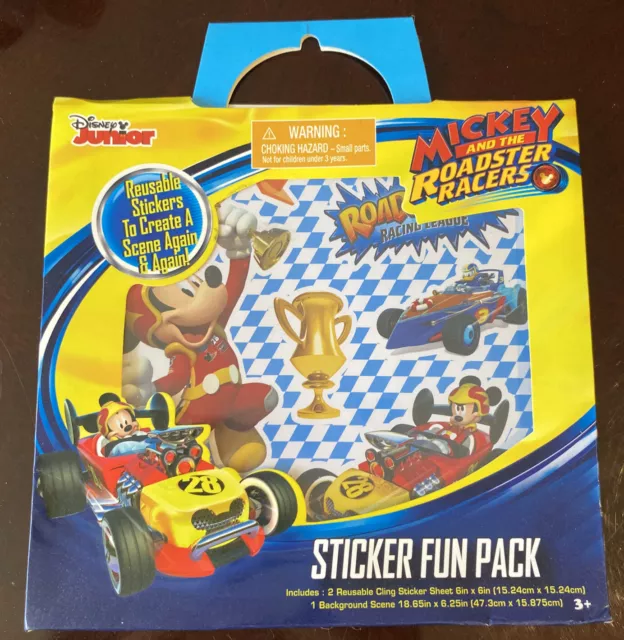 Disney
Junior
WARNING :
CHOKING HAZARD – Small parts.
Not for children under 3 years.
MICKEY
AND THE
ROADSTER
RACERS
Reusable
Stickers
To Create A
Scene Again
& Again!
ROAD
RACING LEAGUE
28
28
STICKER FUN PACK
Includes : 2 Reusable Cling Sticker Sheet 6in x 6in (15.24cm x 15.24cm)
1 Background Scene 18.65in x 6.25in (47.3cm x 15.875cm)
3+